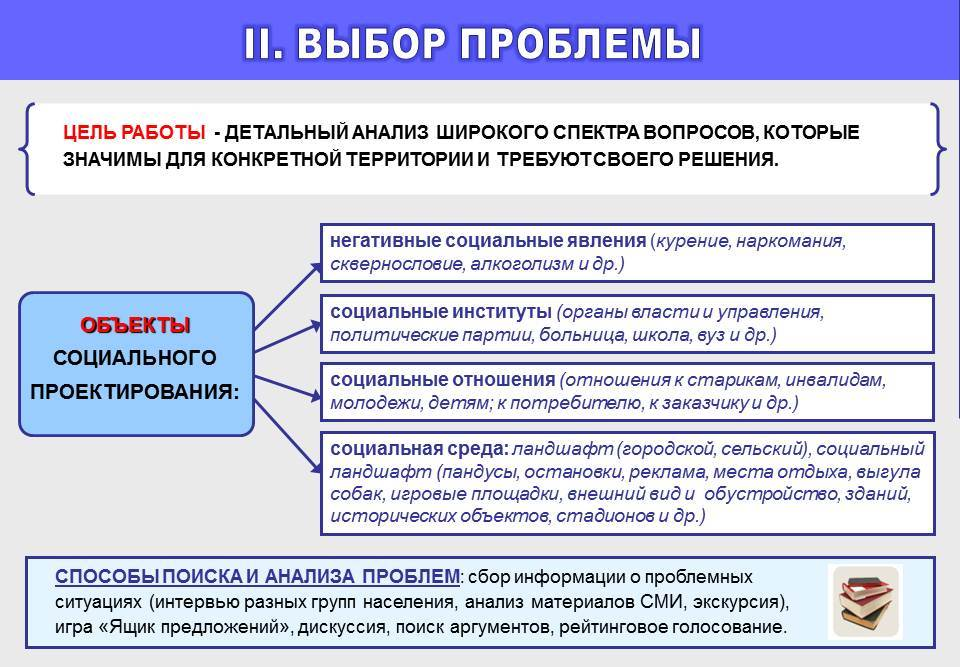 II. ВЫБОР ПРОБЛЕМЫ
ЦЕЛЬ РАБОТЫ - ДЕТАЛЬНЫЙ АНАЛИЗ ШИРОКОГО СПЕКТРА ВОПРОСОВ, КОТОРЫЕ
ЗНАЧИМЫ ДЛЯ КОНКРЕТНОЙ ТЕРРИТОРИИ И ТРЕБУЮТ СВОЕГО РЕШЕНИЯ.
ОБЪЕКТЫ
СОЦИАЛЬНОГО
ПРОЕКТИРОВАНИЯ:
негативные социальные явления (курение, наркомания,
сквернословие, алкоголизм и др.)
социальные институты (органы власти и управления,
политические партии, больница, школа, вуз и др.)
социальные отношения (отношения к старикам, инвалидам,
молодежи, детям; к потребителю, к заказчику и др.)
социальная среда: ландшафт (городской, сельский), социальный
ландшафт (пандусы, остановки, реклама, места отдыха, выгула
собак, игровые площадки, внешний вид и обустройство, зданий,
исторических объектов, стадионов и др.)
СПОСОБЫ ПОИСКА И АНАЛИЗА ПРОБЛЕМ: сбор информации о проблемных
ситуациях (интервью разных групп населения, анализ материалов СМИ, экскурсия),
игра «Ящик предложений», дискуссия, поиск аргументов, рейтинговое голосование.